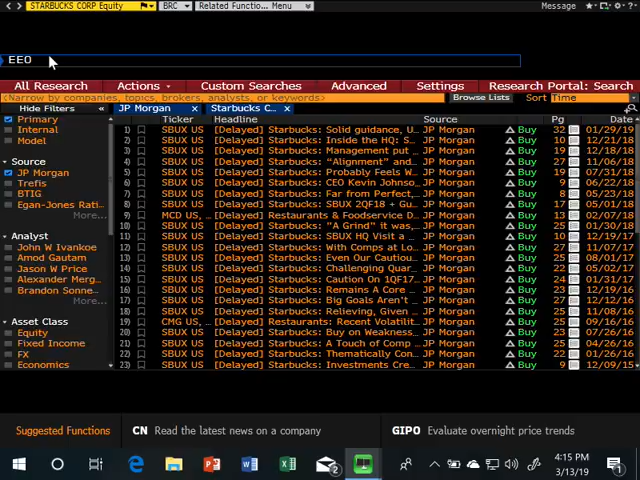 STARBUCKS CORP Equity BRC Related Functio... Menu Message
EEO
All Research Actions Custom Searches Advanced Settings Research Portal: Search
<Narrow by companies, topics, brokers, analysts, or keywords> Browse Lists Sort Time
Hide Filters « JP Morgan x Starbucks C... x
Primary
Internal
Model
Source
JP Morgan
Trefis
BTIG
Egan-Jones Rati...
More...
Analyst
John W Ivankoe
Amod Gautam
Jason W Price
Alexander Merg...
Brandon Sonne...
More...
Asset Class
Equity
Fixed Income
FX
Economics
Ticker Headline Source Pg Date
1) SBUX US [Delayed] Starbucks: Solid guidance, U... JP Morgan Buy 32 01/29/19
2) SBUX US [Delayed] Starbucks: Inside the HQ: S... JP Morgan Buy 10 12/21/18
3) SBUX US [Delayed] Starbucks: Management put ... JP Morgan Buy 36 12/18/18
4) SBUX US [Delayed] Starbucks: “Alignment” and... JP Morgan Buy 27 11/06/18
5) SBUX US [Delayed] Starbucks: Probably Feels W... JP Morgan Buy 19 07/31/18
6) SBUX US [Delayed] Starbucks: CEO Kevin Johnso... JP Morgan Buy 9 06/22/18
7) SBUX US [Delayed] Starbucks: Far from Perfect,... JP Morgan Buy 8 05/23/18
8) SBUX US [Delayed] Starbucks: SBUX 2QF18 + Gu... JP Morgan Buy 17 05/01/18
9) MCD US, ... [Delayed] Restaurants & Foodservice D... JP Morgan Buy 13 02/07/18
10) SBUX US [Delayed] Starbucks: “A Grind” it was,... JP Morgan Buy 25 01/30/18
11) SBUX US [Delayed] Starbucks: SBUX HQ Visit a ... JP Morgan Buy 10 12/19/17
12) SBUX US [Delayed] Starbucks: With Comps at Lo... JP Morgan Buy 27 11/07/17
13) SBUX US [Delayed] Starbucks: Even Our Cautiou... JP Morgan Buy 25 08/01/17
14) SBUX US [Delayed] Starbucks: Challenging Quar... JP Morgan Buy 22 05/02/17
15) SBUX US [Delayed] Starbucks: Caution On 1Q17... JP Morgan Buy 24 01/31/17
16) SBUX US [Delayed] Starbucks: Remains A Core ... JP Morgan Buy 23 12/19/16
17) SBUX US [Delayed] Starbucks: Big Goals Aren't ... JP Morgan Buy 12 12/12/16
18) SBUX US [Delayed] Starbucks: Relieving, Given ... JP Morgan Buy 27 11/08/16
19) CMG US, ... [Delayed] Restaurants: Recent Volatilit... JP Morgan Buy 23 09/16/16
20) SBUX US [Delayed] Starbucks: Buy on Weakness... JP Morgan Buy 23 07/26/16
21) SBUX US [Delayed] Starbucks: A Touch of Comp ... JP Morgan Buy 25 04/26/16
22) SBUX US [Delayed] Starbucks: Thematically Con... JP Morgan Buy 22 01/26/16
23) SBUX US [Delayed] Starbucks: Investments Cre... JP Morgan Buy 9 12/09/15
Suggested Functions CN Read the latest news on a company GIPO Evaluate overnight price trends
4:15 PM
3/13/19